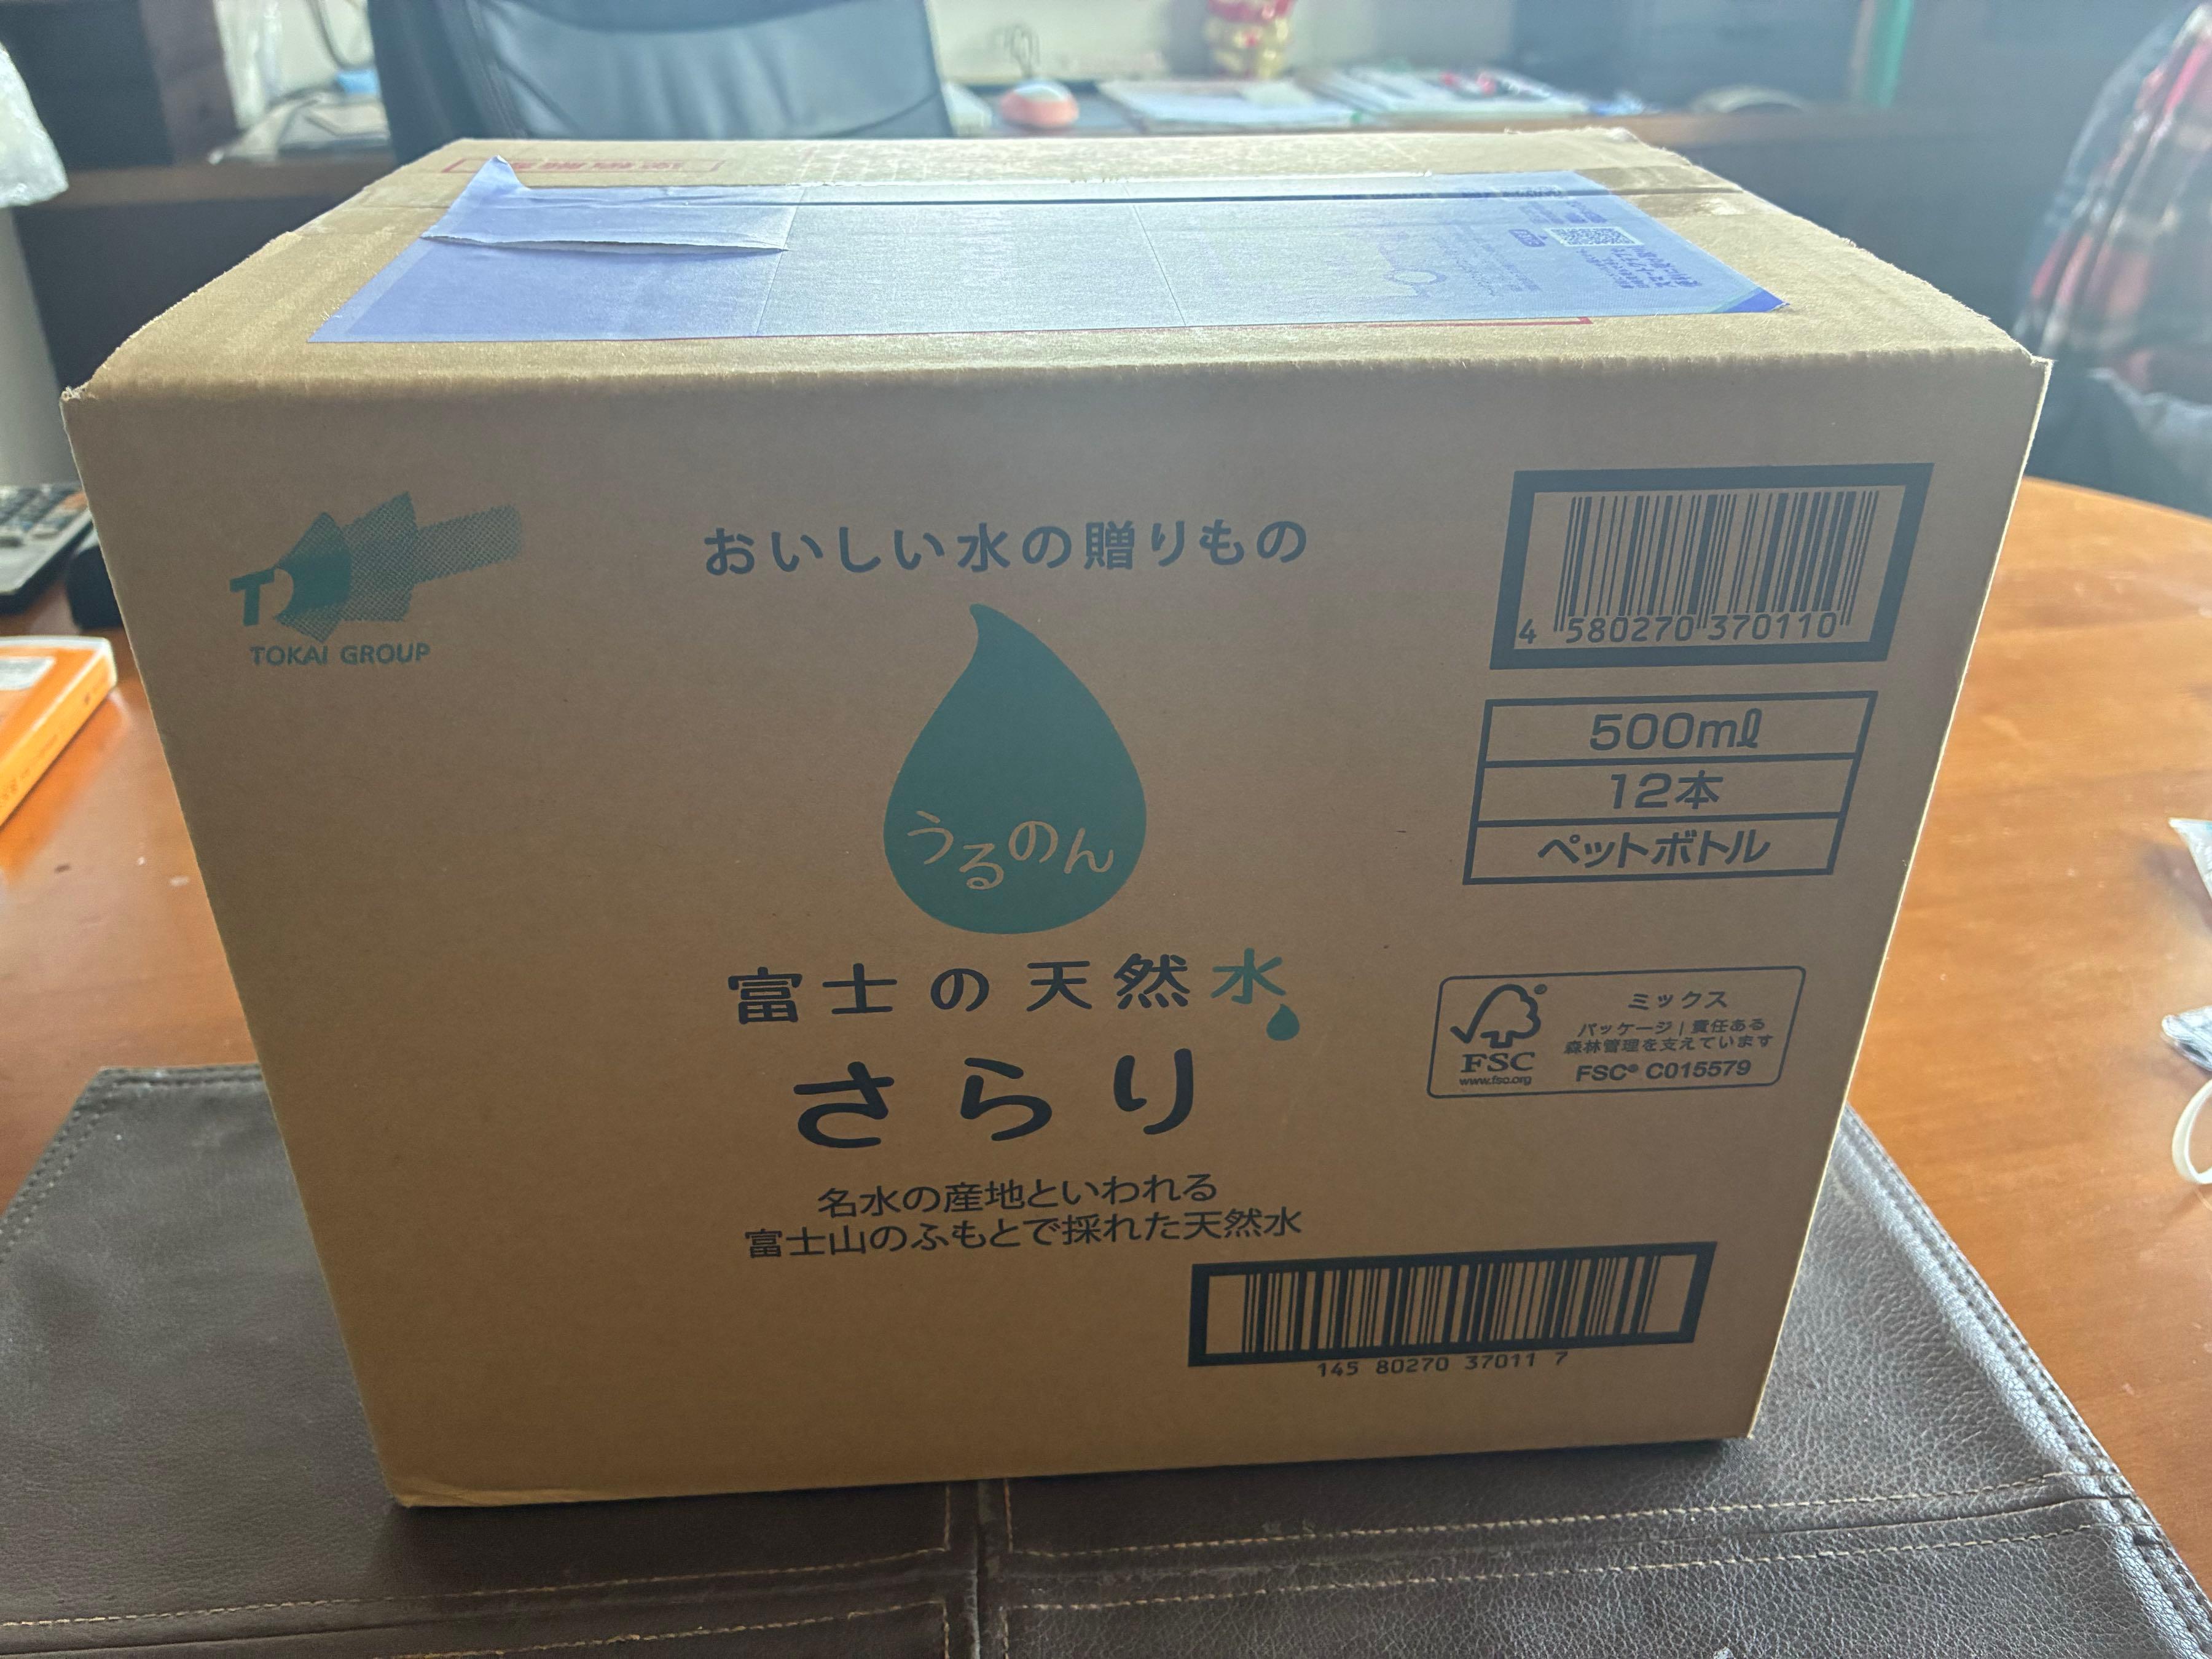 TOKAI GROUP
おいしい水の贈りもの
うるのん
富士の天然水
さらり
名水の産地といわれる
富士山のふもとで採れた天然水
4 580270 370110
500ml
12本
ペットボトル
FSC
www.fsc.org
ミックス
パッケージ | 責任ある
森林管理を支えています
FSC® C015579
145 80270 37011 7